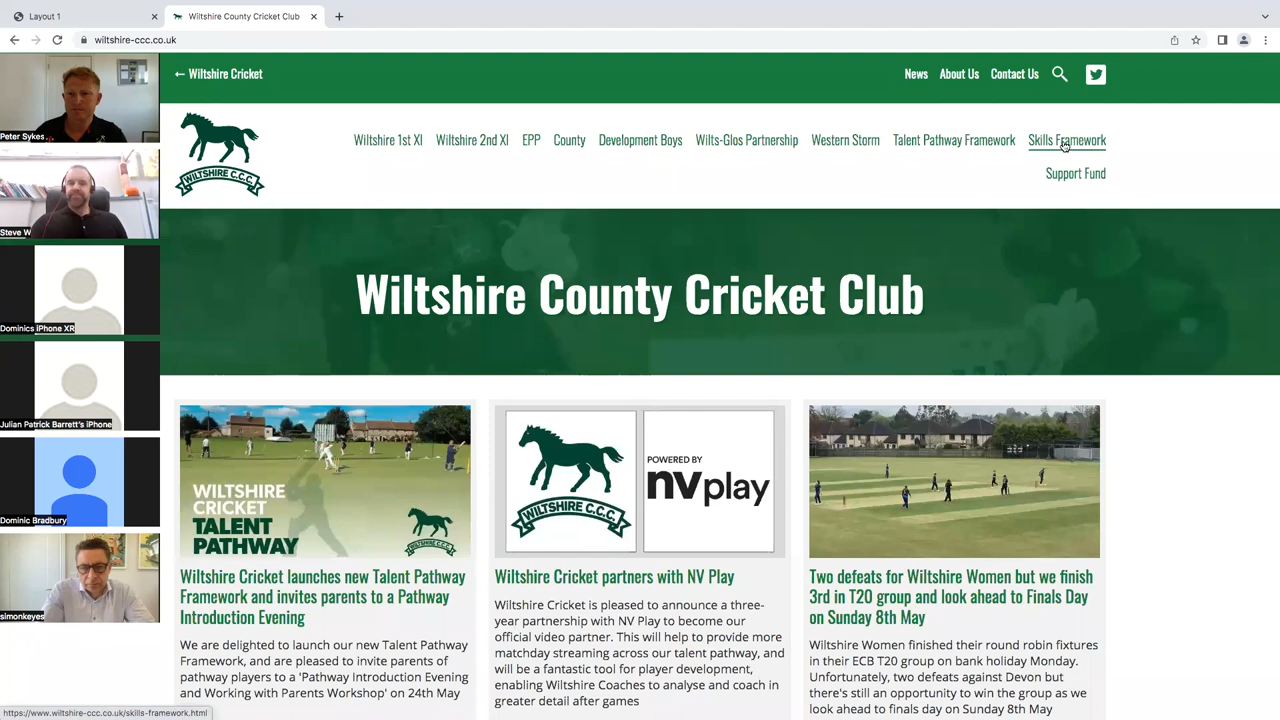 Layout 1
Wiltshire County Cricket Club
wiltshire-ccc.co.uk
Peter Sykes
Steve W
Dominics iPhone XR
Julian Patrick Barrett's iPhone
Dominic Bradbury
simonkeyes
← Wiltshire Cricket
News About Us Contact Us
WILTSHIRE C.C.C.
Wiltshire 1st XI Wiltshire 2nd XI EPP County Development Boys Wilts-Glos Partnership Western Storm Talent Pathway Framework Skills Framework
Support Fund
Wiltshire County Cricket Club
WILTSHIRE
CRICKET
TALENT
PATHWAY
WILTSHIRE C.C.C.
Wiltshire Cricket launches new Talent Pathway
Framework and invites parents to a Pathway
Introduction Evening
We are delighted to launch our new Talent Pathway
Framework, and are pleased to invite parents of
pathway players to a 'Pathway Introduction Evening
and Working with Parents Workshop' on 24th May
WILTSHIRE C.C.C.
POWERED BY
nvplay
Wiltshire Cricket partners with NV Play
Wiltshire Cricket is pleased to announce a three-
year partnership with NV Play to become our
official video partner. This will help to provide more
matchday streaming across our talent pathway, and
will be a fantastic tool for player development,
enabling Wiltshire Coaches to analyse and coach in
greater detail after games
Two defeats for Wiltshire Women but we finish
3rd in T20 group and look ahead to Finals Day
on Sunday 8th May
Wiltshire Women finished their round robin fixtures
in their ECB T20 group on bank holiday Monday.
Unfortunately, two defeats against Devon but
there's still an opportunity to win the group as we
look ahead to finals day on Sunday 8th May
https://www.wiltshire-ccc.co.uk/skills-framework.html